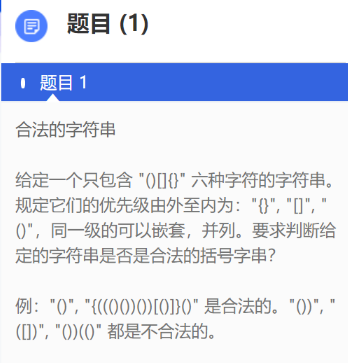 题目 (1)
题目 1
合法的字符串
给定一个只包含 "()[]{}" 六种字符的字符串。
规定它们的优先级由外至内为："{}", "[]", "
()"，同一级的可以嵌套，并列。要求判断给
定的字符串是否是合法的括号字串？
例："()", "{((()())())[()]}()" 是合法的。"())", "
([])", "())(()" 都是不合法的。